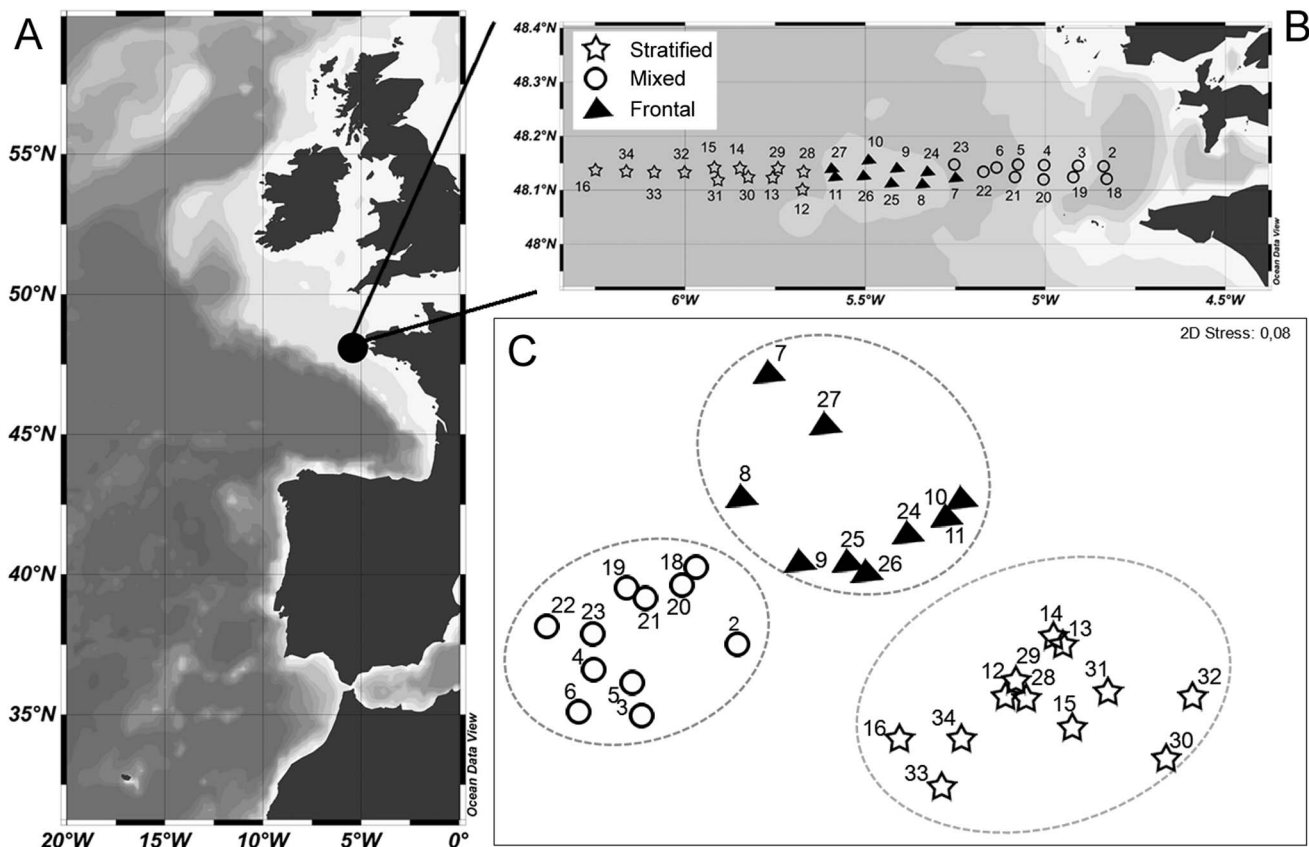 A
55°N
50°N
45°N
40°N
35°N
20°W 15°W 10°W 5°W 0°
Ocean Data View
B
48.4°N
48.3°N
48.2°N
48.1°N
48°N
Stratified
Mixed
Frontal
15 14 29 28 10 23 6 5 4 3 2
34 32 27 9 24
16 33 31 30 13 11 26 25 8 7 22 21 20 19 18
12
6°W 5.5°W 5°W 4.5°W
Ocean Data View
C
2D Stress: 0,08
7
27
8
10
24
11
25
9
26
18
19
20
21
22 23
2
4
5
6 3
14
13
29
12 28 31 32
15
16 34
30
33